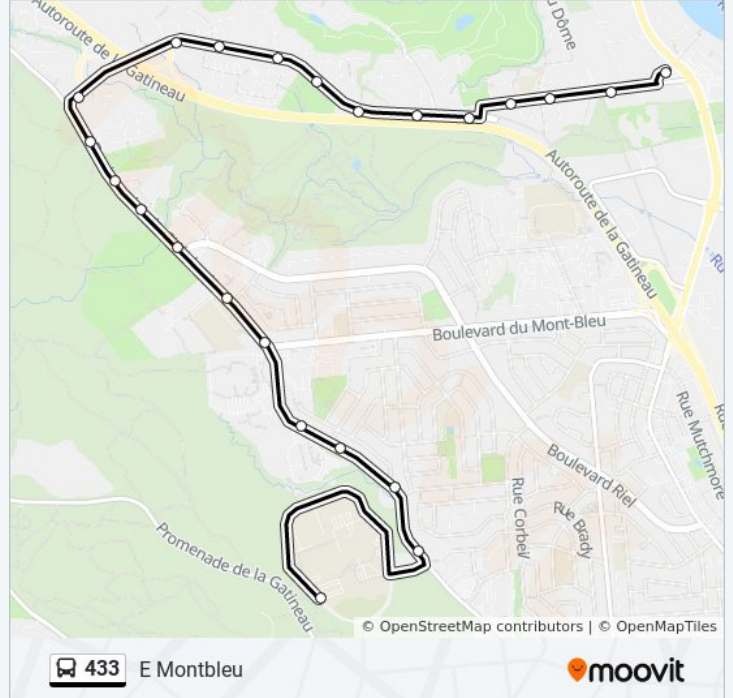 Autoroute de la Gatineau
du Dôme
Autoroute de la Gatineau
Ru
Boulevard du Mont-Bleu
Rue Mutchmore
Boulevard Riel
Rue Corbeil
Rue Brady
Promenade de la Gatineau
© OpenStreetMap contributors | © OpenMapTiles
433 E Montbleu
moovit